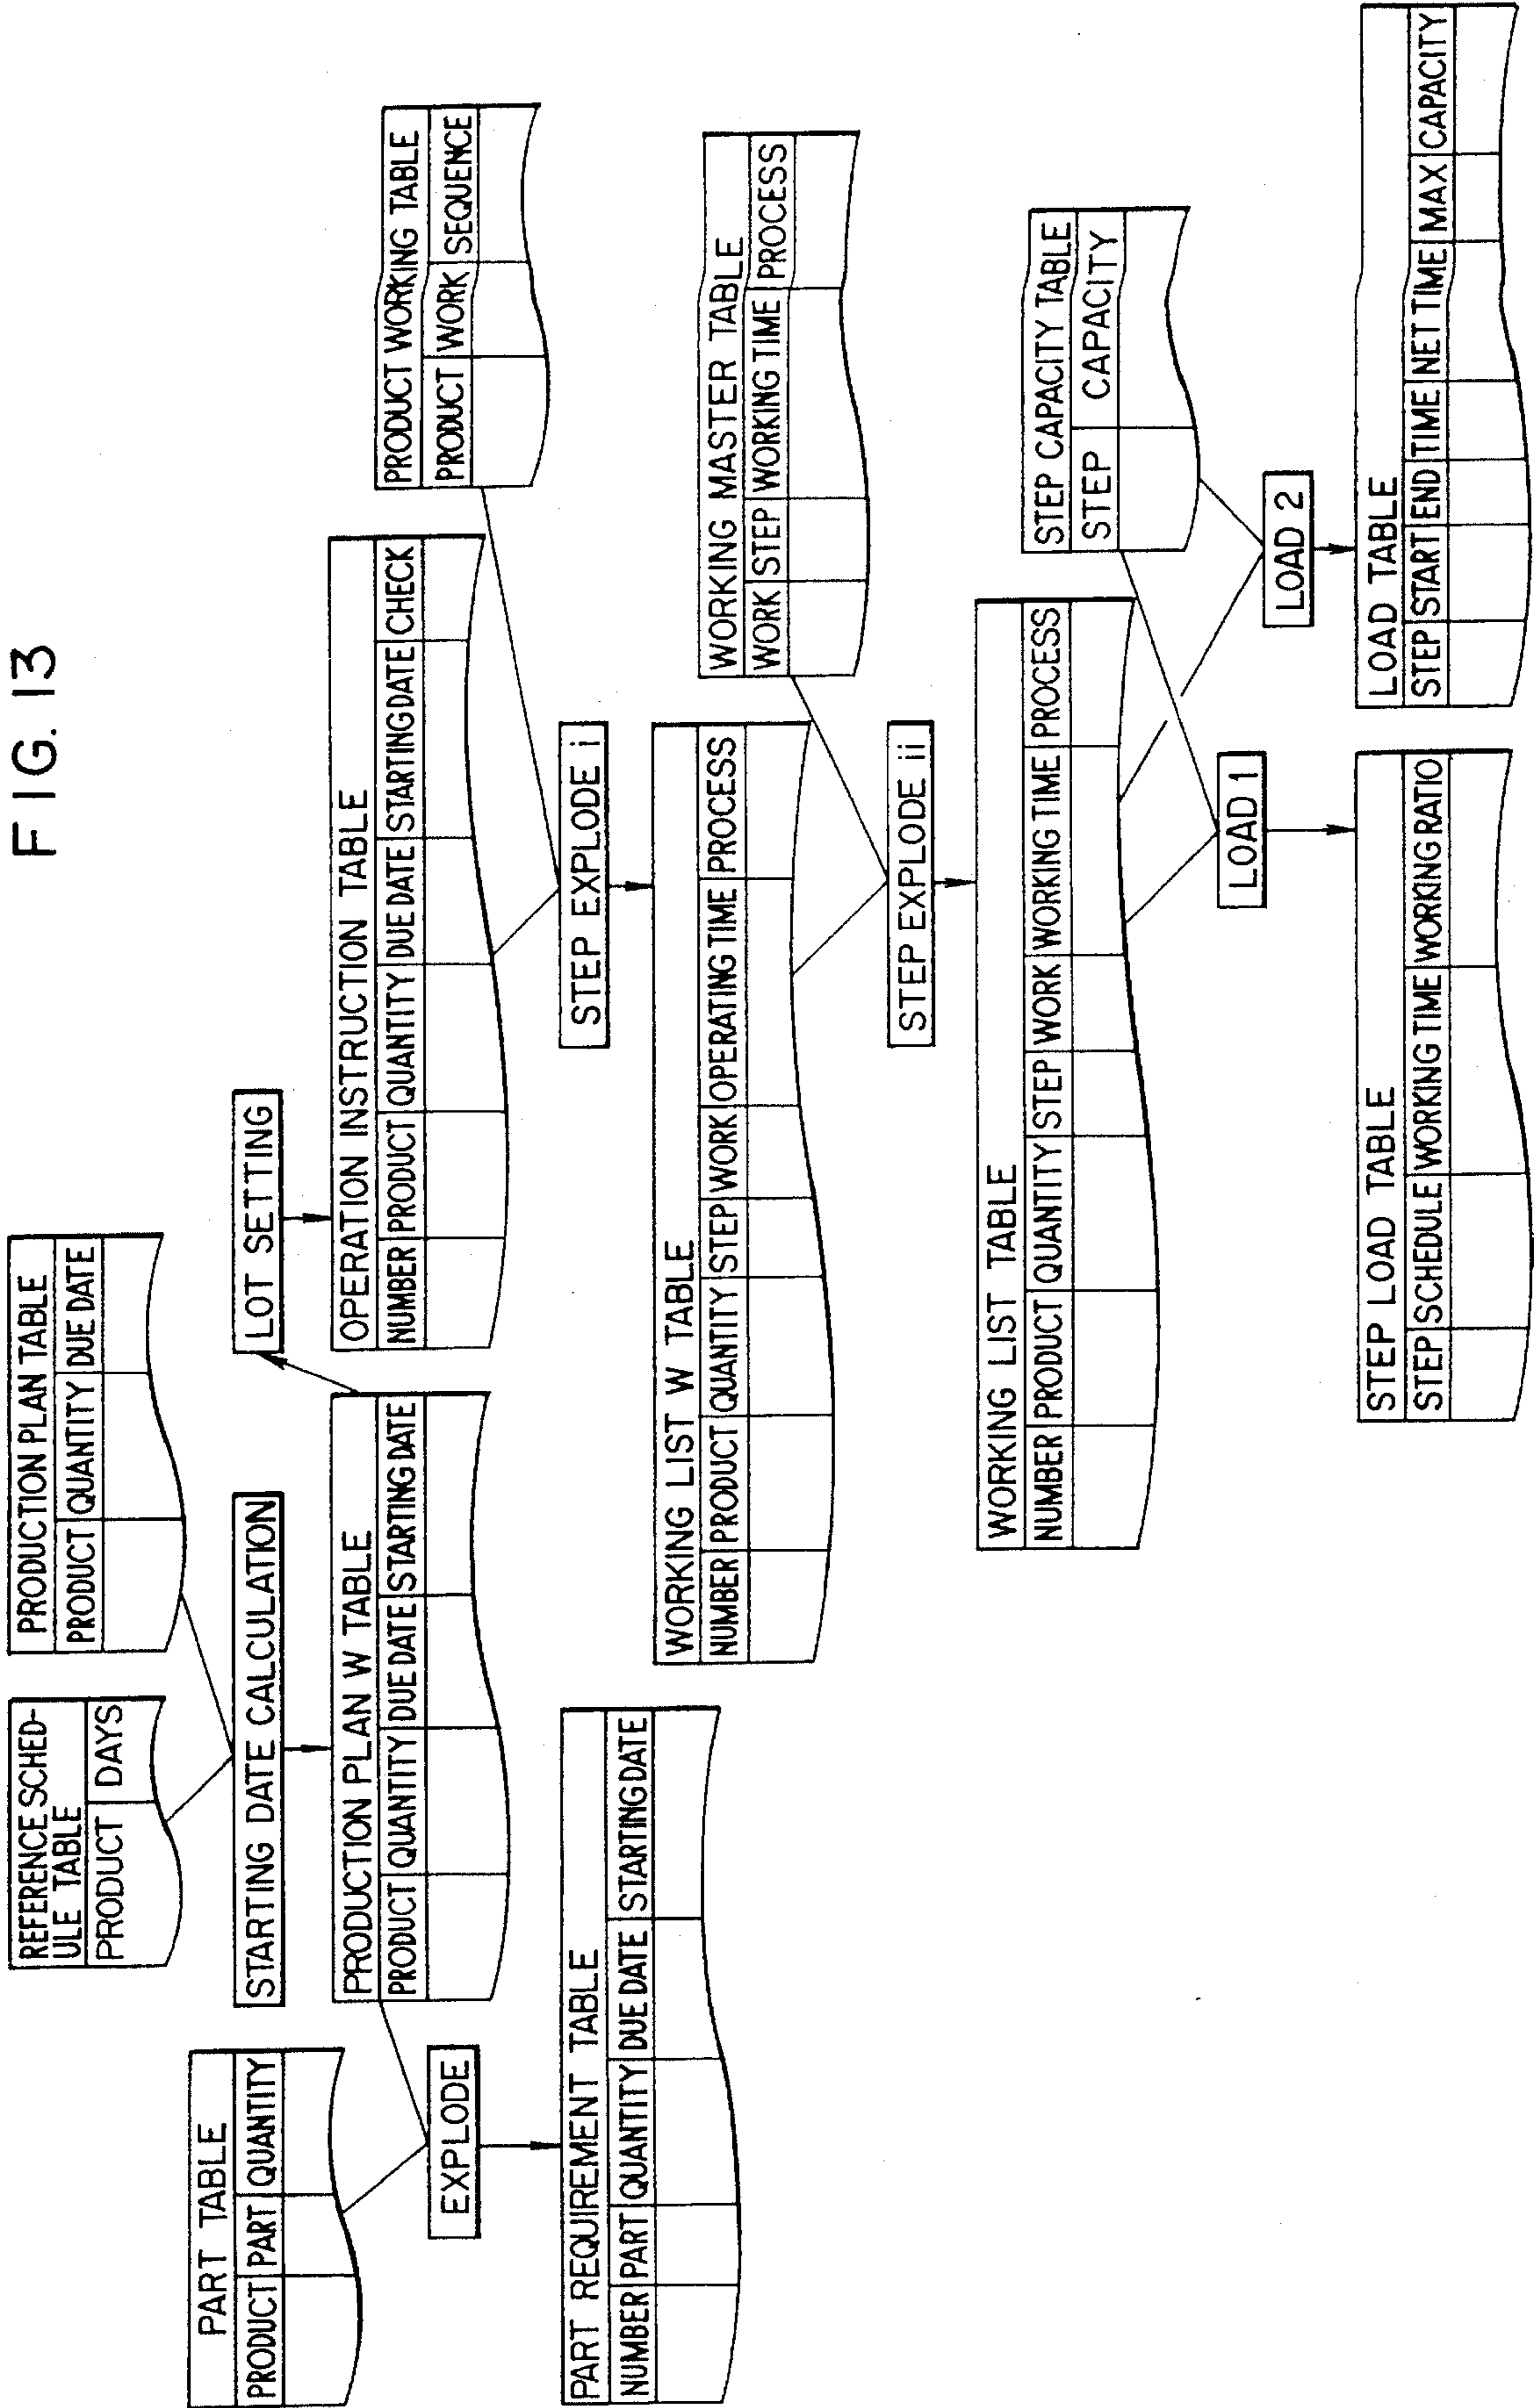 FIG. 13
REFERENCE SCHED-
ULE TABLE
PRODUCT DAYS
PRODUCTION PLAN TABLE
PRODUCT QUANTITY DUE DATE
PART TABLE
PRODUCT PART QUANTITY
STARTING DATE CALCULATION
LOT SETTING
PRODUCTION PLAN W TABLE
PRODUCT QUANTITY DUE DATE STARTING DATE
OPERATION INSTRUCTION TABLE
NUMBER PRODUCT QUANTITY DUE DATE STARTING DATE CHECK
PRODUCT WORKING TABLE
PRODUCT WORK SEQUENCE
EXPLODE
STEP EXPLODE i
PART REQUIREMENT TABLE
NUMBER PART QUANTITY DUE DATE STARTING DATE
WORKING LIST W TABLE
NUMBER PRODUCT QUANTITY STEP WORK OPERATING TIME PROCESS
WORKING MASTER TABLE
WORK STEP WORKING TIME PROCESS
STEP EXPLODE ii
WORKING LIST TABLE
NUMBER PRODUCT QUANTITY STEP WORK WORKING TIME PROCESS
STEP CAPACITY TABLE
STEP CAPACITY
LOAD 1
LOAD 2
STEP LOAD TABLE
STEP SCHEDULE WORKING TIME WORKING RATIO
LOAD TABLE
STEP START END TIME NET TIME MAX CAPACITY